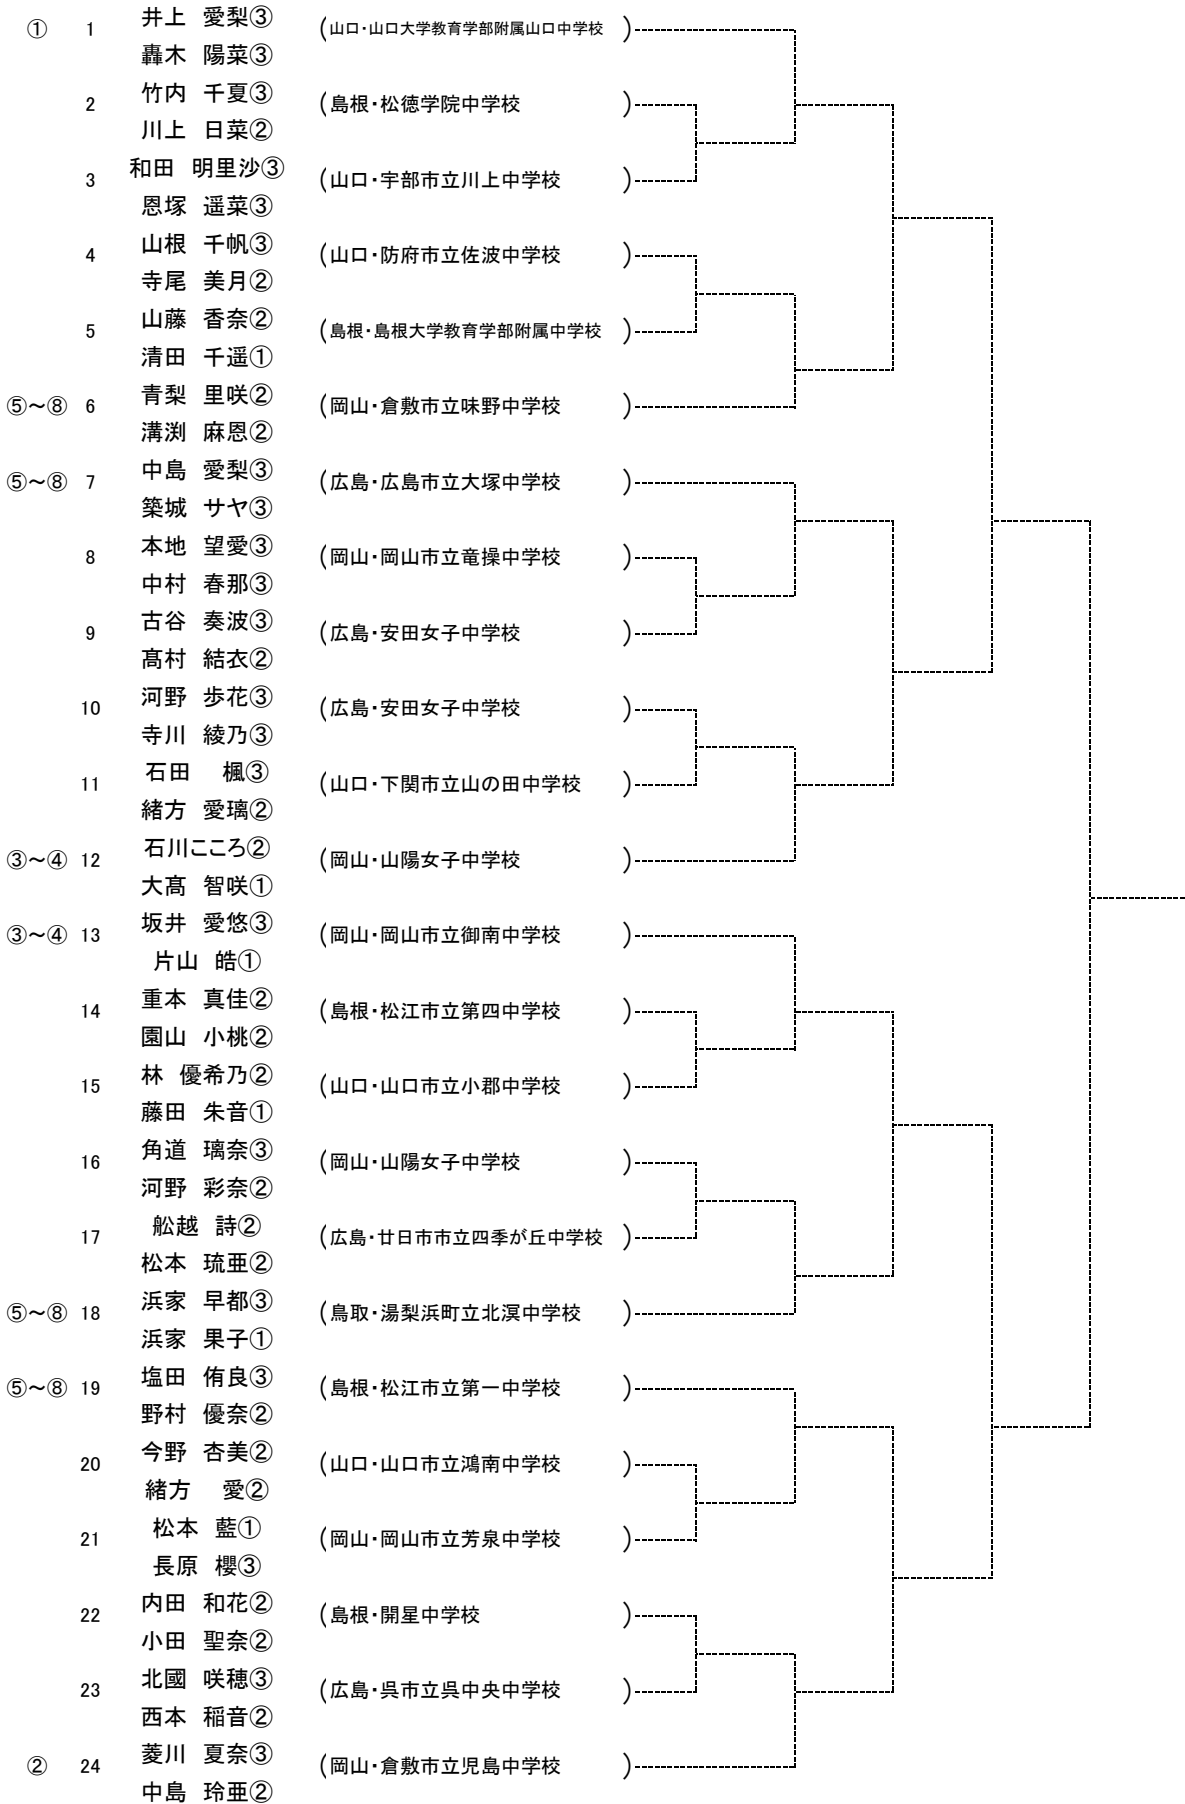 井上 愛梨③
① 1 (山口・山口大学教育学部附属山口中学校 )
轟木 陽菜③
竹内 千夏③
2 (島根・松徳学院中学校 )
川上 日菜②
和田 明里沙③
3 (山口・宇部市立川上中学校 )
恩塚 遥菜③
山根 千帆③
4 (山口・防府市立佐波中学校 )
寺尾 美月②
山藤 香奈②
5 (島根・島根大学教育学部附属中学校 )
清田 千遥①
青梨 里咲②
⑤～⑧ 6 (岡山・倉敷市立味野中学校 )
溝渕 麻恩②
中島 愛梨③
⑤～⑧ 7 (広島・広島市立大塚中学校 )
築城 サヤ③
本地 望愛③
8 (岡山・岡山市立竜操中学校 )
中村 春那③
古谷 奏波③
9 (広島・安田女子中学校 )
髙村 結衣②
河野 歩花③
10 (広島・安田女子中学校 )
寺川 綾乃③
石田 楓③
11 (山口・下関市立山の田中学校 )
緒方 愛璃②
石川こころ②
③～④ 12 (岡山・山陽女子中学校 )
大髙 智咲①
坂井 愛悠③
③～④ 13 (岡山・岡山市立御南中学校 )
片山 皓①
重本 真佳②
14 (島根・松江市立第四中学校 )
園山 小桃②
林 優希乃②
15 (山口・山口市立小郡中学校 )
藤田 朱音①
角道 璃奈③
16 (岡山・山陽女子中学校 )
河野 彩奈②
舩越 詩②
17 (広島・廿日市市立四季が丘中学校 )
松本 琉亜②
浜家 早都③
⑤～⑧ 18 (鳥取・湯梨浜町立北溟中学校 )
浜家 果子①
塩田 侑良③
⑤～⑧ 19 (島根・松江市立第一中学校 )
野村 優奈②
今野 杏美②
20 (山口・山口市立鴻南中学校 )
緒方 愛②
松本 藍①
21 (岡山・岡山市立芳泉中学校 )
長原 櫻③
内田 和花②
22 (島根・開星中学校 )
小田 聖奈②
北國 咲穂③
23 (広島・呉市立呉中央中学校 )
西本 稲音②
菱川 夏奈③
② 24 (岡山・倉敷市立児島中学校 )
中島 玲亜②